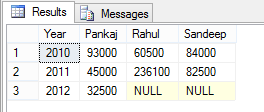 Results Messages
Year Pankaj Rahul Sandeep
1 2010 93000 60500 84000
2 2011 45000 236100 82500
3 2012 32500 NULL NULL